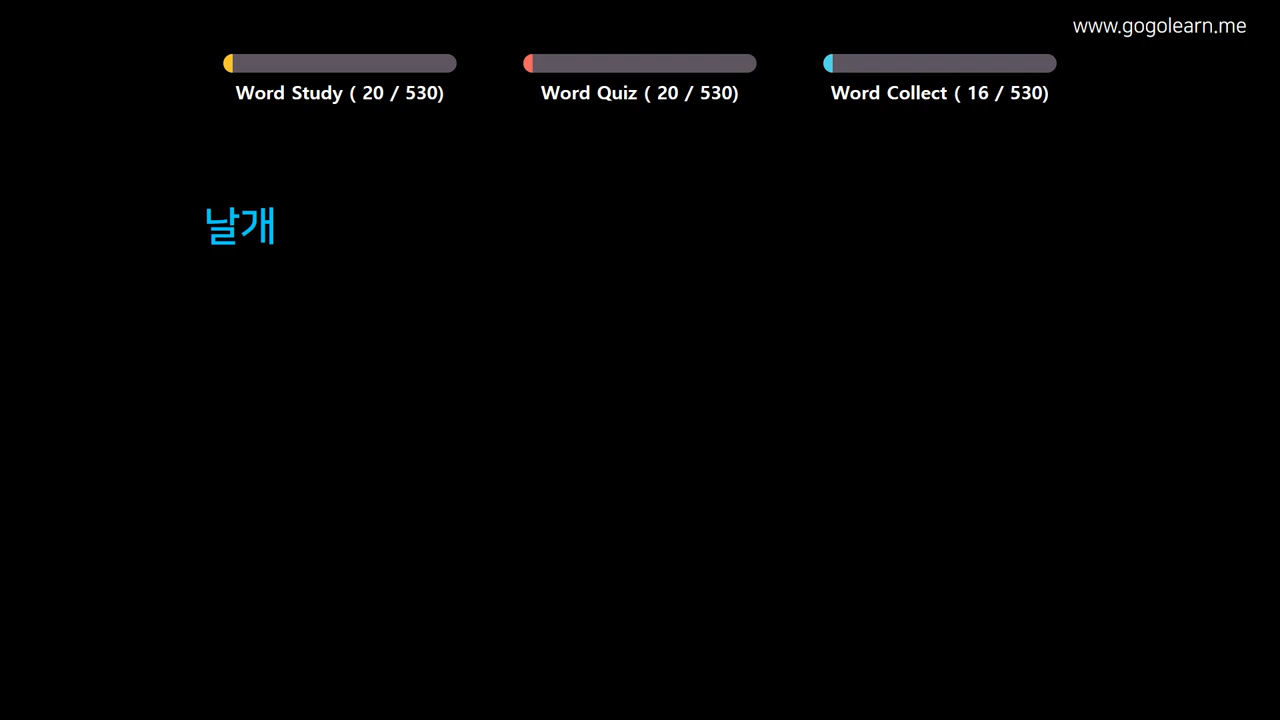 www.gogolearn.me
Word Study ( 20 / 530)
Word Quiz ( 20 / 530)
Word Collect ( 16 / 530)
날개